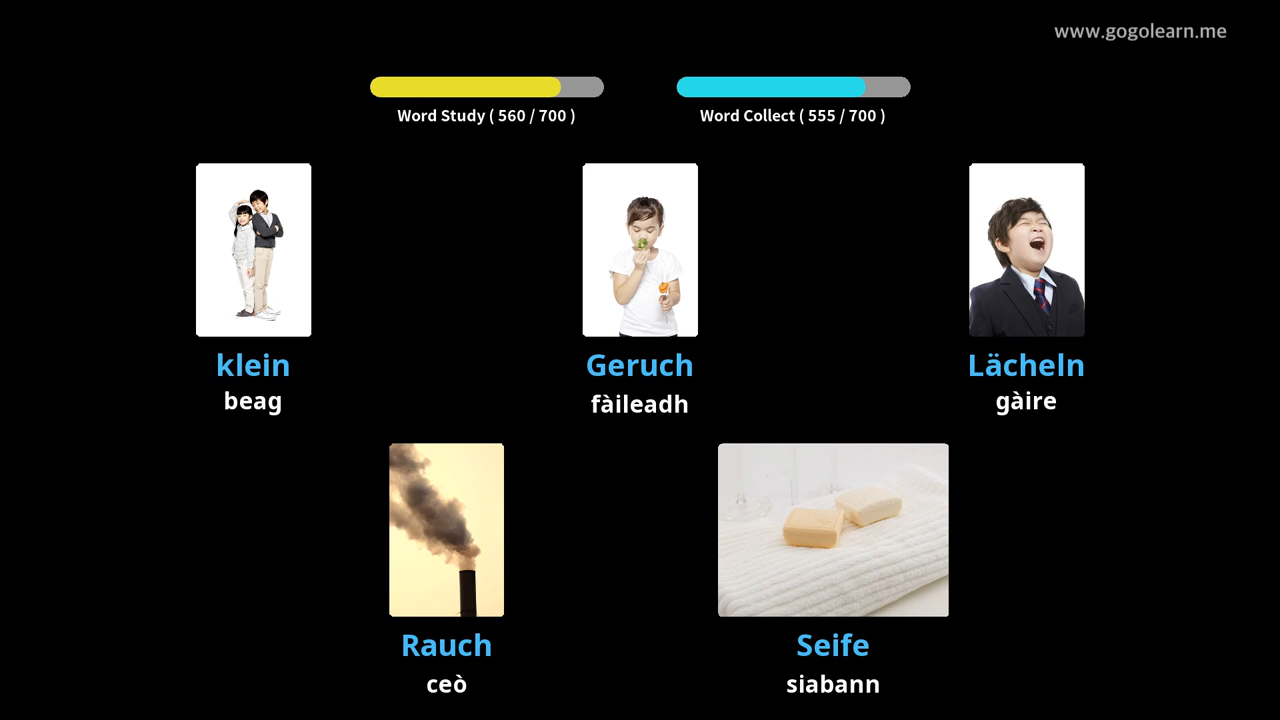 www.gogolearn.me
Word Study ( 560 / 700 )
Word Collect ( 555 / 700 )
klein
beag
Geruch
fàileadh
Lächeln
gàire
Rauch
ceò
Seife
siabann